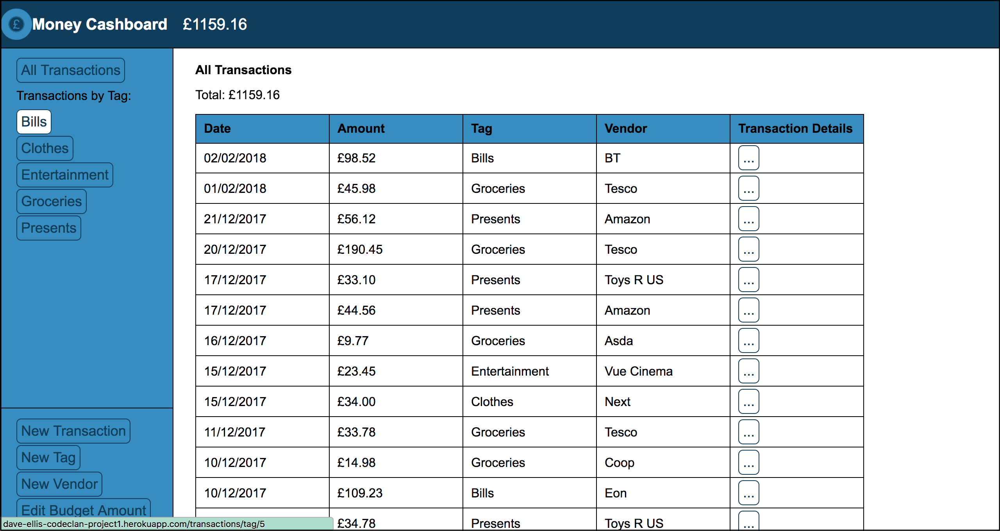 £ Money Cashboard £1159.16
All Transactions
Transactions by Tag:
Bills
Clothes
Entertainment
Groceries
Presents
New Transaction
New Tag
New Vendor
Edit Budget Amount
All Transactions
Total: £1159.16
Date Amount Tag Vendor Transaction Details
02/02/2018 £98.52 Bills BT ...
01/02/2018 £45.98 Groceries Tesco ...
21/12/2017 £56.12 Presents Amazon ...
20/12/2017 £190.45 Groceries Tesco ...
17/12/2017 £33.10 Presents Toys R US ...
17/12/2017 £44.56 Presents Amazon ...
16/12/2017 £9.77 Groceries Asda ...
15/12/2017 £23.45 Entertainment Vue Cinema ...
15/12/2017 £34.00 Clothes Next ...
11/12/2017 £33.78 Groceries Tesco ...
10/12/2017 £14.98 Groceries Coop ...
10/12/2017 £109.23 Bills Eon ...
£34.78 Presents Toys R US ...
dave-ellis-codeclan-project1.herokuapp.com/transactions/tag/5